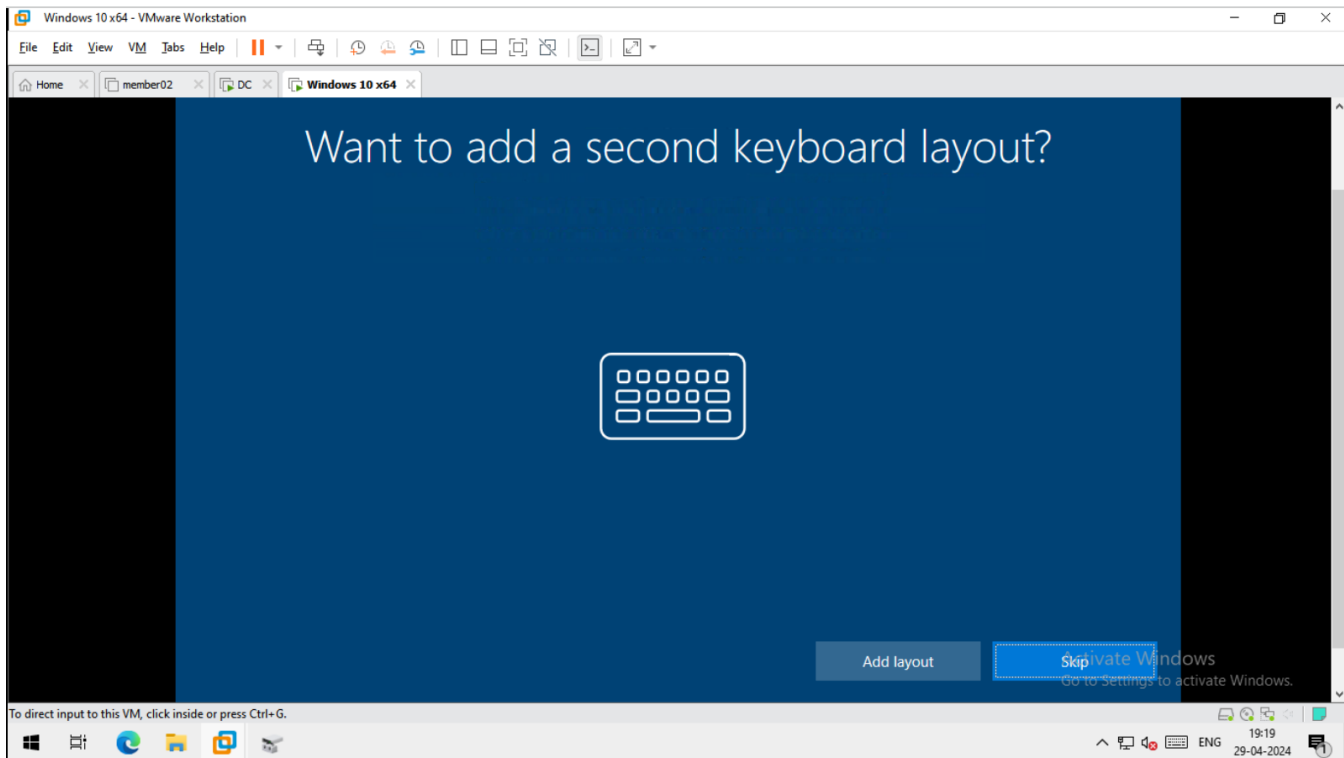 Windows 10 x64 - VMware Workstation
File Edit View VM Tabs Help
Home member02 DC Windows 10 x64
Want to add a second keyboard layout?
Add layout Skip
Activate Windows
Go to Settings to activate Windows.
To direct input to this VM, click inside or press Ctrl+G.
ENG
19:19
29-04-2024
1